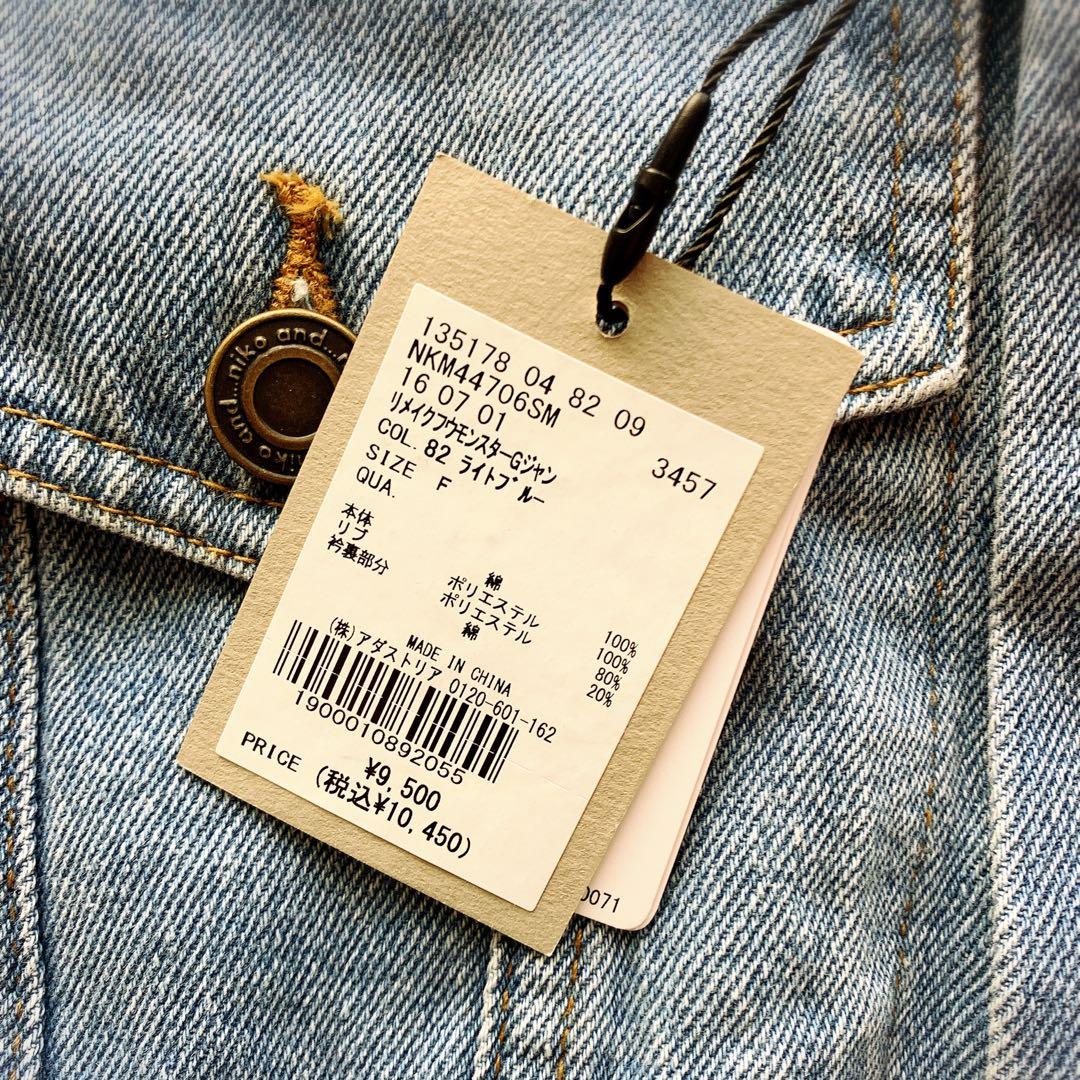 niko and...
135178 04 82 09
NKM44706SM
16 07 01
3457
リメイクフウモンスターGジャン
COL. 82 ライトブルー
SIZE F
QUA.
本体 綿 100%
リブ ポリエステル 100%
衿裏部分 ポリエステル 80%
綿 20%
MADE IN CHINA
(株)アダストリア 0120-601-162
1900010892055
PRICE ¥9,500
(税込¥10,450)
0071